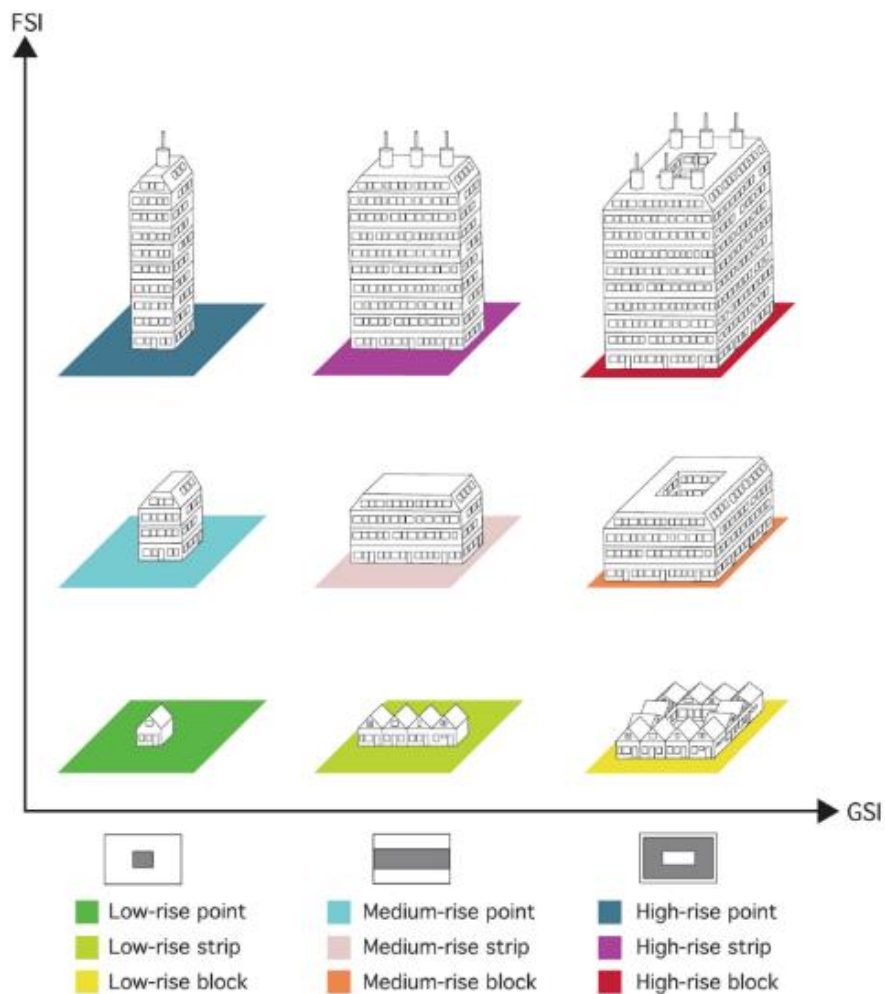 FSI
GSI
Low-rise point
Medium-rise point
High-rise point
Low-rise strip
Medium-rise strip
High-rise strip
Low-rise block
Medium-rise block
High-rise block